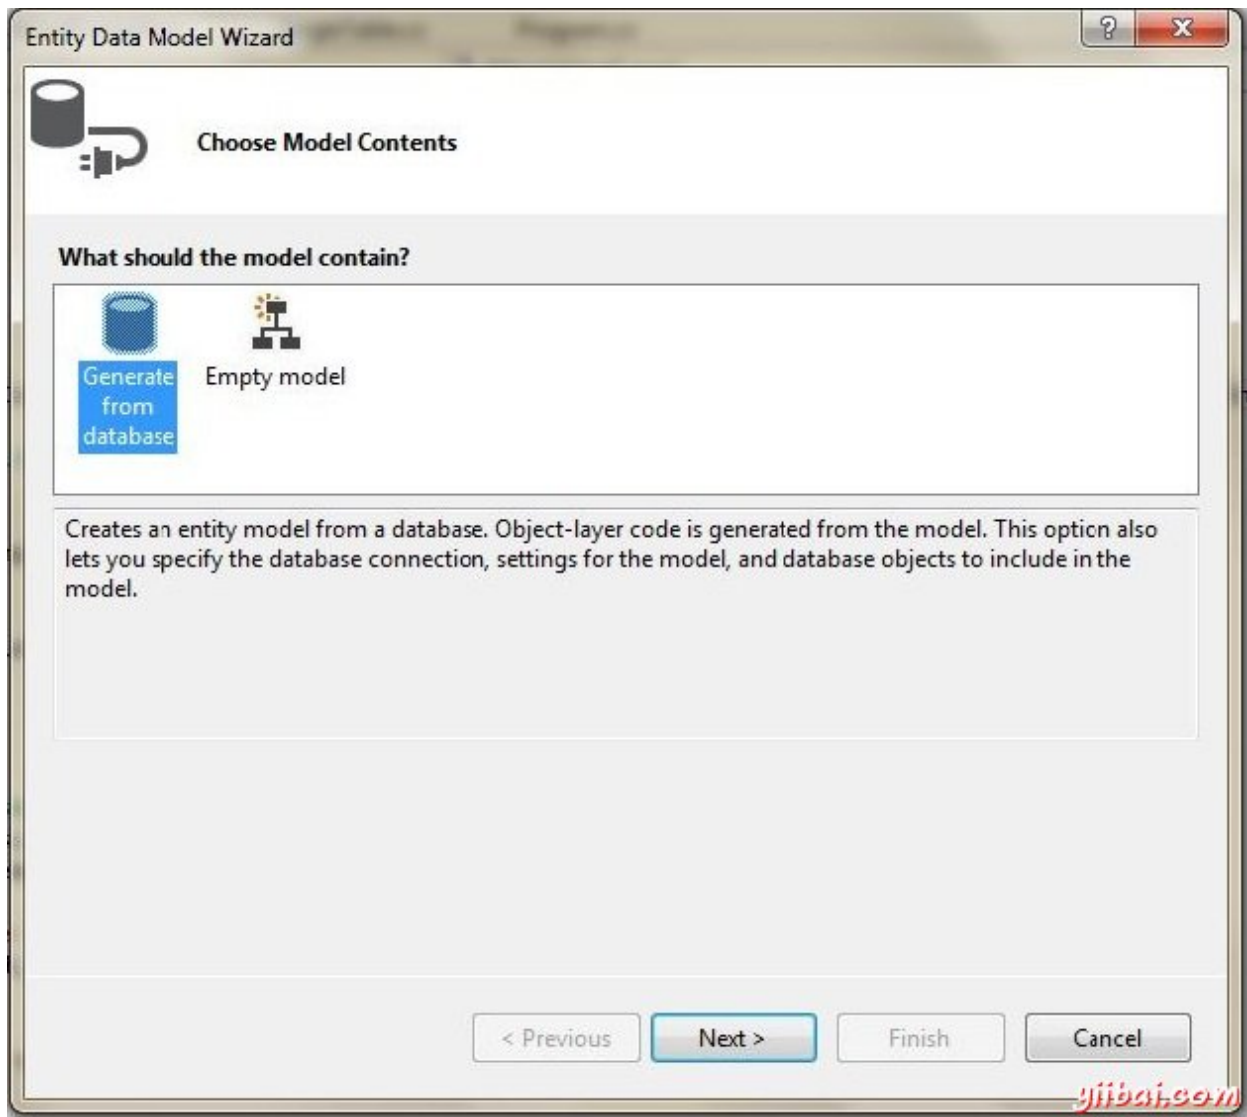 Entity Data Model Wizard
?
X
Choose Model Contents
What should the model contain?
Generate
from
database
Empty model
Creates an entity model from a database. Object-layer code is generated from the model. This option also
lets you specify the database connection, settings for the model, and database objects to include in the
model.
< Previous
Next >
Finish
Cancel
yiibai.com